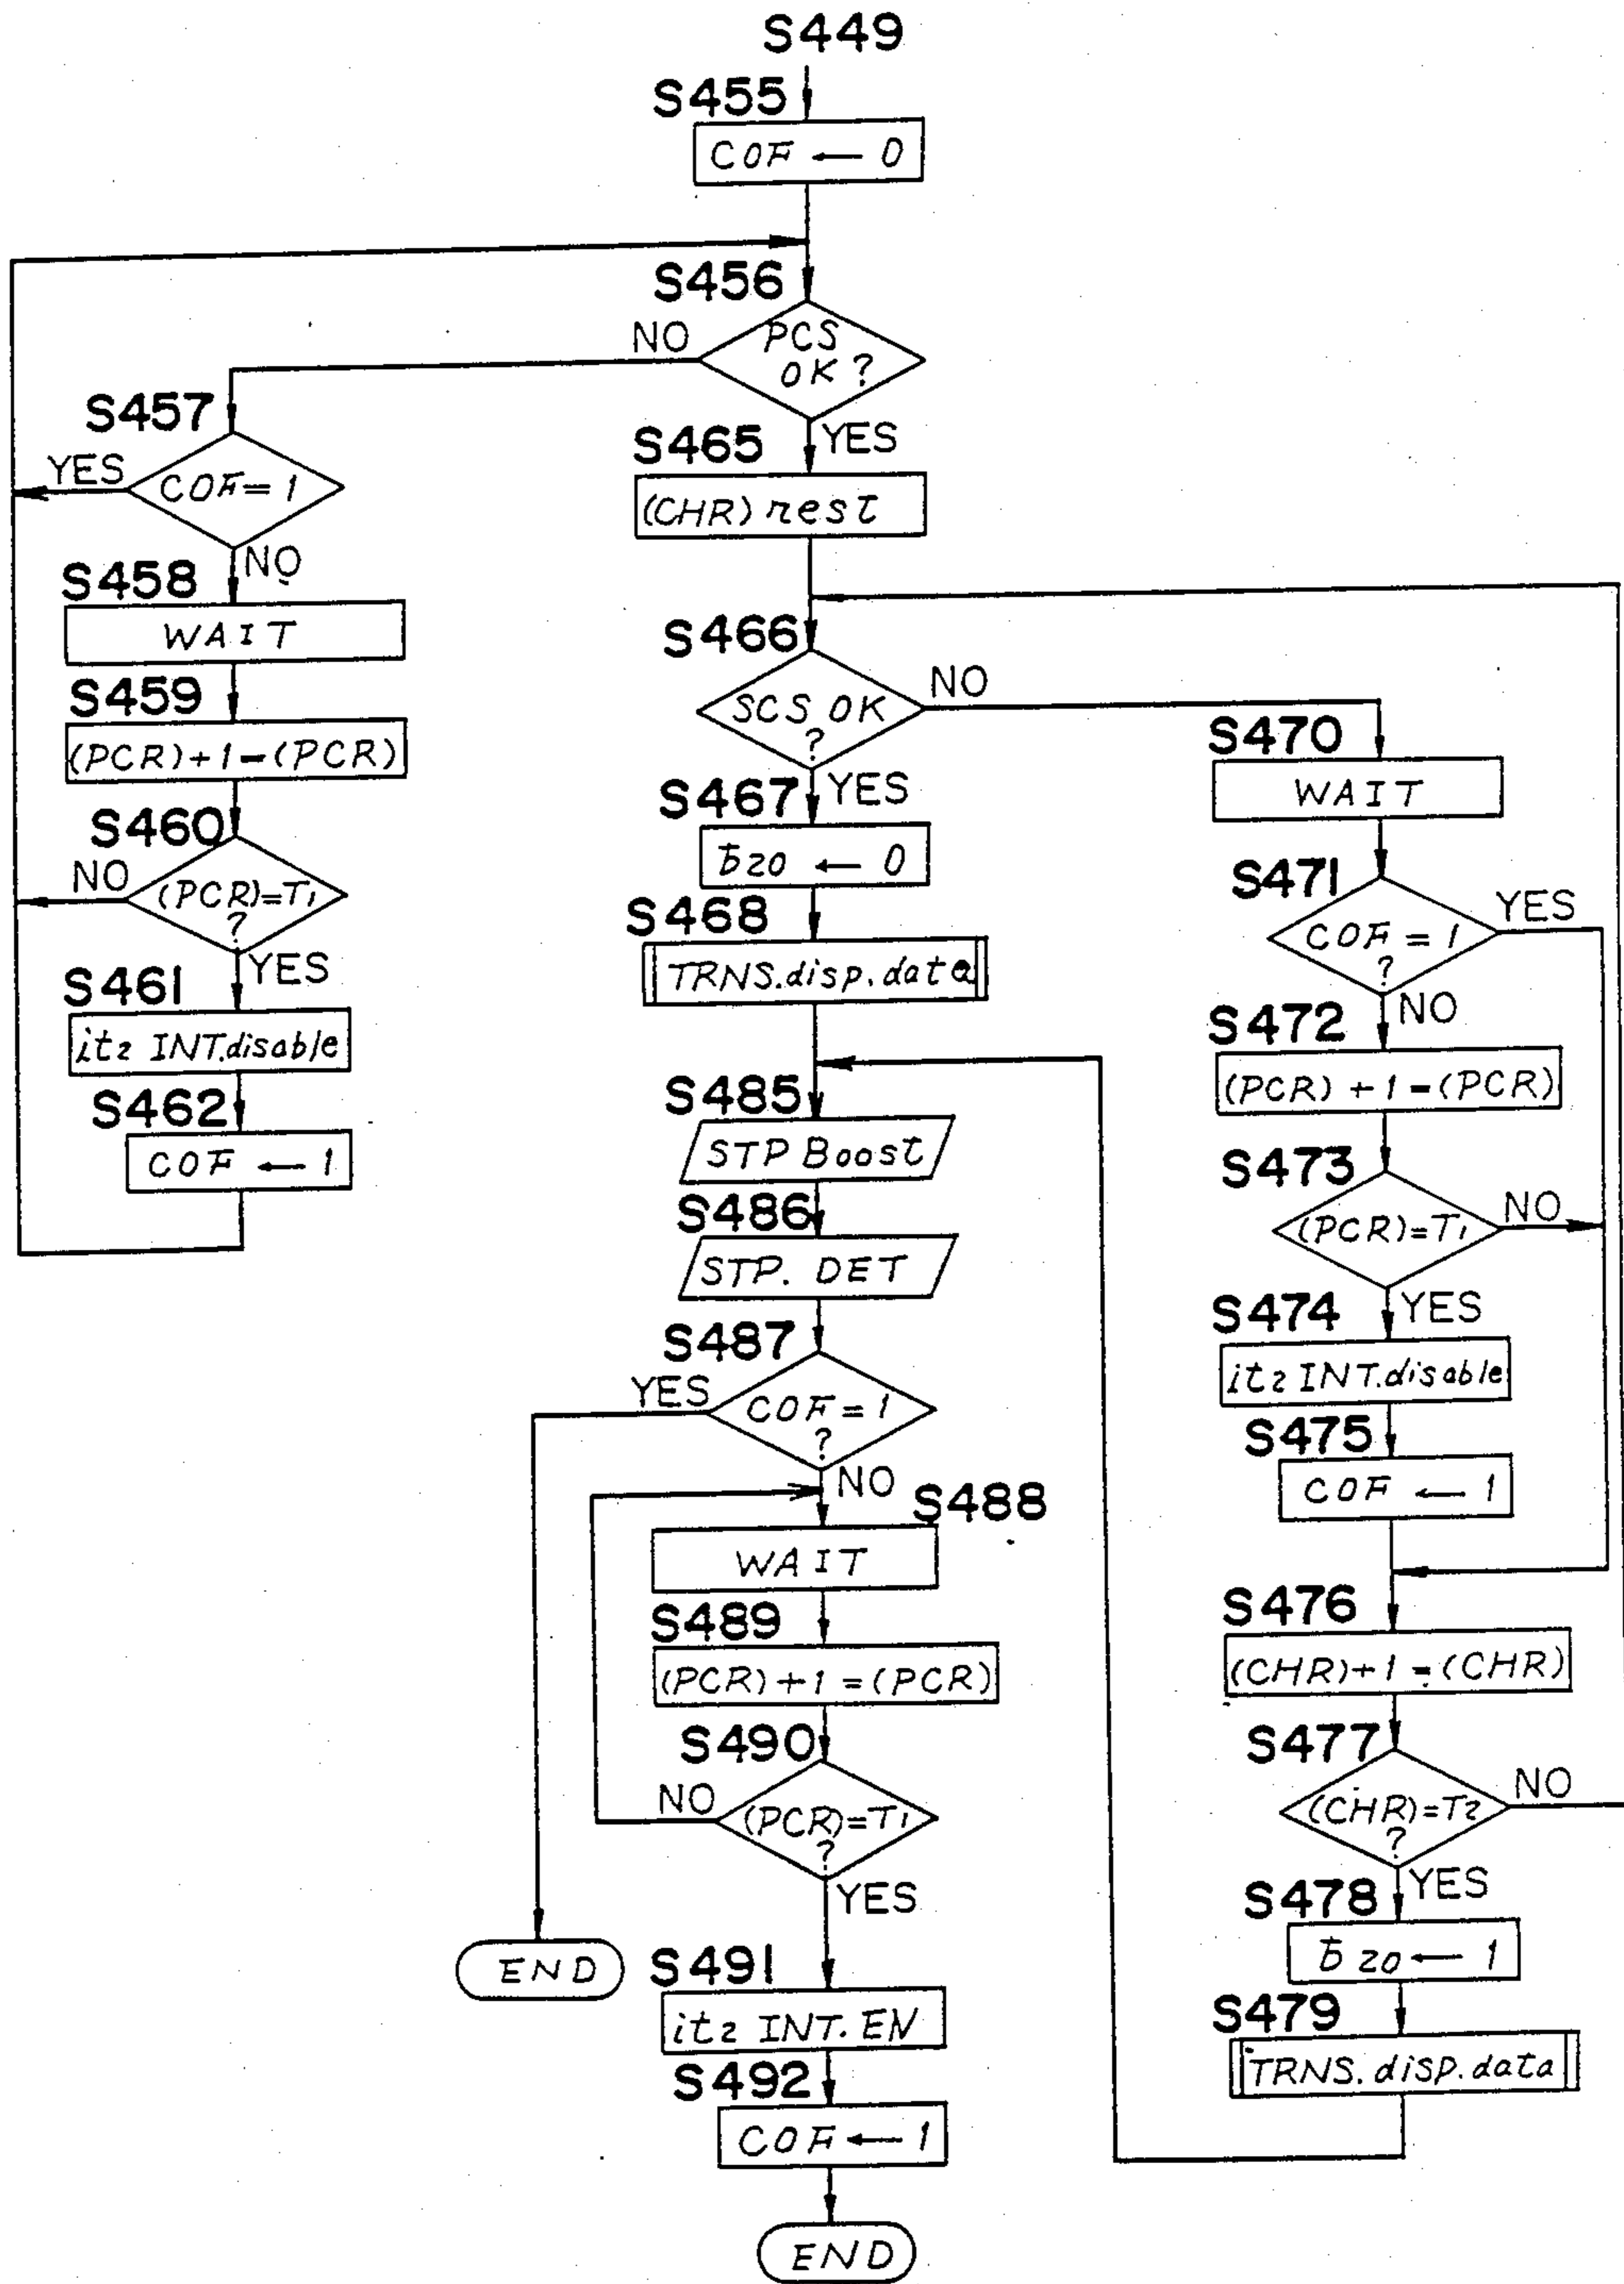 S449
S455
COF ← 0
S456
PCS
OK ?
NO
YES
S457
COF = 1
YES
NO
S458
WAIT
S459
(PCR)+1–(PCR)
S460
(PCR)=T1
?
NO
YES
S461
itz INT.disable
S462
COF ← 1
S465
(CHR) rest
S466
SCS OK
?
NO
YES
S467
b20 ← 0
S468
TRNS.disp.data
S485
STP Boost
S486
STP. DET
S487
COF = 1
?
YES
NO
S488
WAIT
S489
(PCR)+1 = (PCR)
S490
(PCR)=T1
?
NO
YES
END
S491
itz INT. EN
S492
COF ← 1
END
S470
WAIT
S471
COF = 1
?
YES
NO
S472
(PCR) + 1 – (PCR)
S473
(PCR)=T1
NO
YES
S474
itz INT.disable
S475
COF ← 1
S476
(CHR)+1 – (CHR)
S477
(CHR)=T2
?
NO
YES
S478
b20 ← 1
S479
TRNS. disp.data